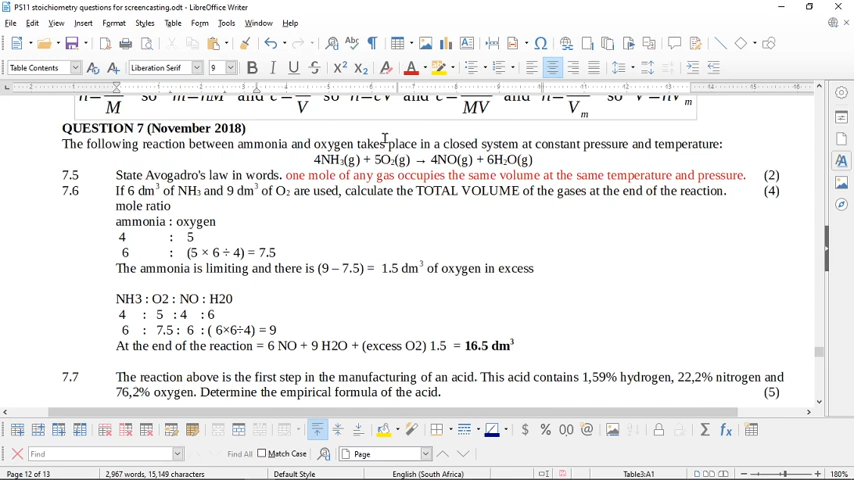 PS11 stoichiometry questions for screencasting.odt - LibreOffice Writer
File Edit View Insert Format Styles Table Form Tools Window Help
Table Contents Liberation Serif 9
M so m=nM and c= V so n=cV and c= MV and n= Vm so V=nVm
QUESTION 7 (November 2018)
The following reaction between ammonia and oxygen takes place in a closed system at constant pressure and temperature:
4NH₃(g) + 5O₂(g) → 4NO(g) + 6H₂O(g)
7.5 State Avogadro's law in words. one mole of any gas occupies the same volume at the same temperature and pressure. (2)
7.6 If 6 dm³ of NH₃ and 9 dm³ of O₂ are used, calculate the TOTAL VOLUME of the gases at the end of the reaction. (4)
mole ratio
ammonia : oxygen
4 : 5
6 : (5 × 6 ÷ 4) = 7.5
The ammonia is limiting and there is (9 – 7.5) = 1.5 dm³ of oxygen in excess
NH3 : O2 : NO : H20
4 : 5 : 4 : 6
6 : 7.5 : 6 : ( 6×6÷4) = 9
At the end of the reaction = 6 NO + 9 H2O + (excess O2) 1.5 = 16.5 dm³
7.7 The reaction above is the first step in the manufacturing of an acid. This acid contains 1,59% hydrogen, 22,2% nitrogen and
76,2% oxygen. Determine the empirical formula of the acid. (5)
Find Find All Match Case Page
Page 12 of 13 2,967 words, 15,149 characters Default Style English (South Africa) Table3:A1 180%